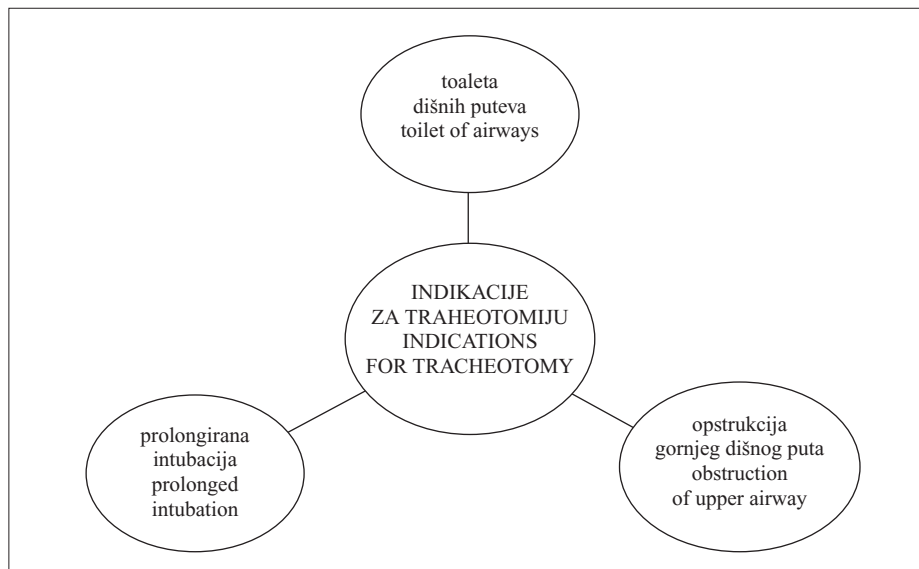 toaleta
dišnih puteva
toilet of airways
INDIKACIJE
ZA TRAHEOTOMIJU
INDICATIONS
FOR TRACHEOTOMY
prolongirana
intubacija
prolonged
intubation
opstrukcija
gornjeg dišnog puta
obstruction
of upper airway